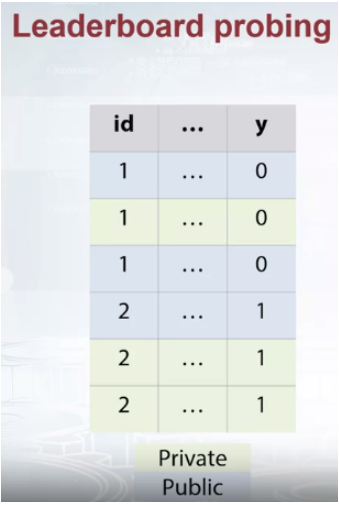 Leaderboard probing
id ... y
1 ... 0
1 ... 0
1 ... 0
2 ... 1
2 ... 1
2 ... 1
Private
Public